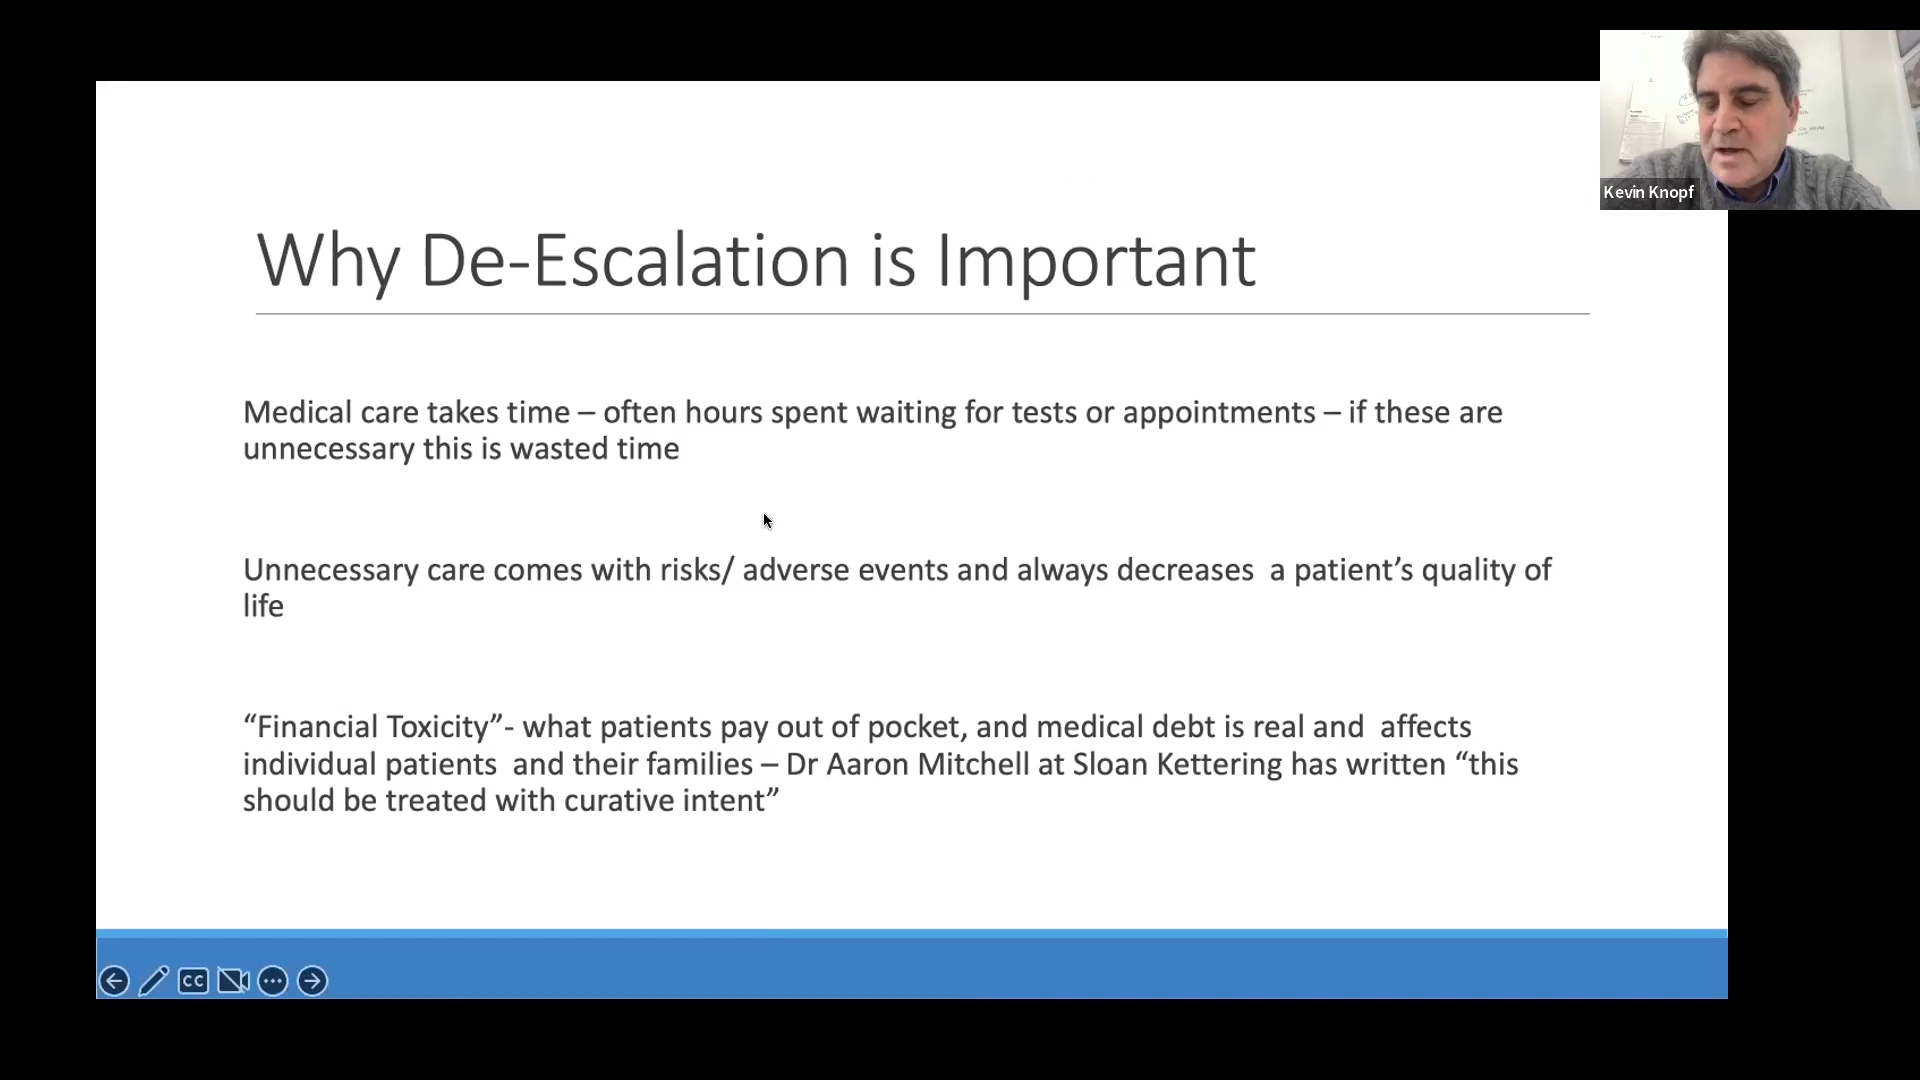 Kevin Knopf
Why De-Escalation is Important
Medical care takes time – often hours spent waiting for tests or appointments – if these are
unnecessary this is wasted time
Unnecessary care comes with risks/ adverse events and always decreases  a patient’s quality of
life
“Financial Toxicity”- what patients pay out of pocket, and medical debt is real and  affects
individual patients  and their families – Dr Aaron Mitchell at Sloan Kettering has written “this
should be treated with curative intent”
CC